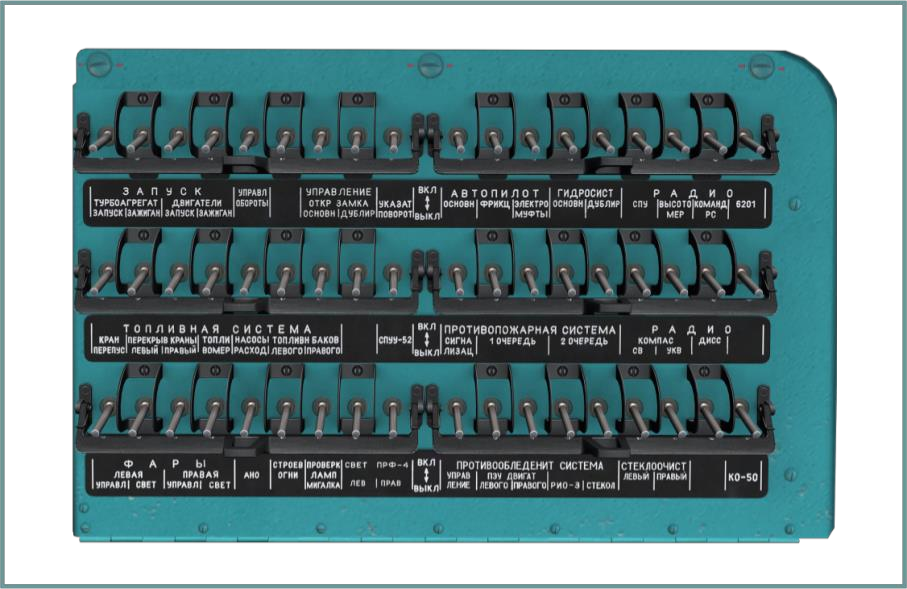 ЗАПУСК УПРАВЛ УПРАВЛЕНИЕ ВКЛ АВТОПИЛОТ ГИДРОСИСТ РАДИО
ТУРБОАГРЕГАТ ДВИГАТЕЛИ ОБОРОТЫ ОТКР ЗАМКА УКАЗАТ ОСНОВН ФРИКЦ ЭЛЕКТРО ОСНОВН ДУБЛИР СПУ ВЫСОТО КОМАНД 6201
ЗАПУСК ЗАЖИГАН ЗАПУСК ЗАЖИГАН ОСНОВН ДУБЛИР ПОВОРОТ ВЫКЛ МУФТЫ МЕР РС
ТОПЛИВНАЯ СИСТЕМА ВКЛ ПРОТИВОПОЖАРНАЯ СИСТЕМА РАДИО
КРАН ПЕРЕКРЫВ КРАНЫ ТОПЛИ НАСОСЫ ТОПЛИВН БАКОВ СПУУ-52 СИГНА 1 ОЧЕРЕДЬ 2 ОЧЕРЕДЬ КОМПАС ДИСС
ПЕРЕПУС ЛЕВЫЙ ПРАВЫЙ ВОМЕР РАСХОД ЛЕВОГО ПРАВОГО ВЫКЛ ЛИЗАЦ СВ УКВ
ФАРЫ СТРОЕВ ПРОВЕРК СВЕТ ПРФ-4 ВКЛ ПРОТИВООБЛЕДЕНИТ СИСТЕМА СТЕКЛООЧИСТ
ЛЕВАЯ ПРАВАЯ АНО ОГНИ ЛАМП УПРАВ ПЗУ ДВИГАТ ЛЕВЫЙ ПРАВЫЙ КО-50
УПРАВЛ СВЕТ УПРАВЛ СВЕТ МИГАЛКА ЛЕВ ПРАВ ВЫКЛ ЛЕНИЕ ЛЕВОГО ПРАВОГО РИО-3 СТЕКОЛ